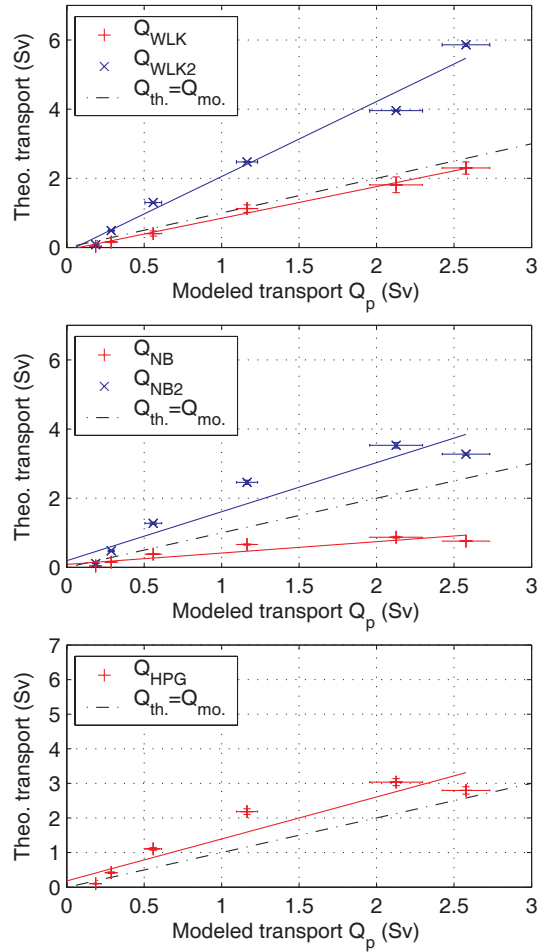 Theo. transport (Sv)
6
4
2
0
Q_WLK
Q_WLK2
Q_th.=Q_mo.
0 0.5 1 1.5 2 2.5 3
Modeled transport Q_p (Sv)
Theo. transport (Sv)
6
4
2
0
Q_NB
Q_NB2
Q_th.=Q_mo.
0 0.5 1 1.5 2 2.5 3
Modeled transport Q_p (Sv)
Theo. transport (Sv)
7
6
5
4
3
2
1
0
Q_HPG
Q_th.=Q_mo.
0 0.5 1 1.5 2 2.5 3
Modeled transport Q_p (Sv)